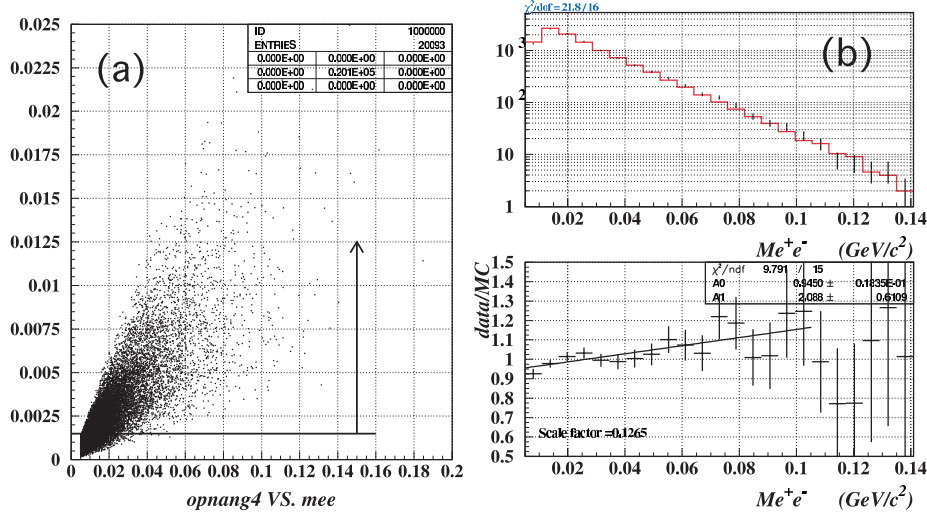 (a)
ID 1000000
ENTRIES 20093
0.000E+00 0.000E+00 0.000E+00
0.000E+00 0.201E+05 0.000E+00
0.000E+00 0.000E+00 0.000E+00
0.025
0.0225
0.02
0.0175
0.015
0.0125
0.01
0.0075
0.005
0.0025
0
0 0.02 0.04 0.06 0.08 0.1 0.12 0.14 0.16 0.18 0.2
opnang4 VS. mee
χ²/dof = 21.8 / 16
(b)
10³
10²
10
1
0.02 0.04 0.06 0.08 0.1 0.12 0.14
Me⁺e⁻ (GeV/c²)
χ²/ndf 9.791 / 15
A0 0.9450 ± 0.1835E-01
A1 2.088 ± 0.6109
data/MC
1.5
1.4
1.3
1.2
1.1
1.0
0.9
0.8
0.7
0.6
0.5
Scale factor =0.1265
0.02 0.04 0.06 0.08 0.1 0.12 0.14
Me⁺e⁻ (GeV/c²)